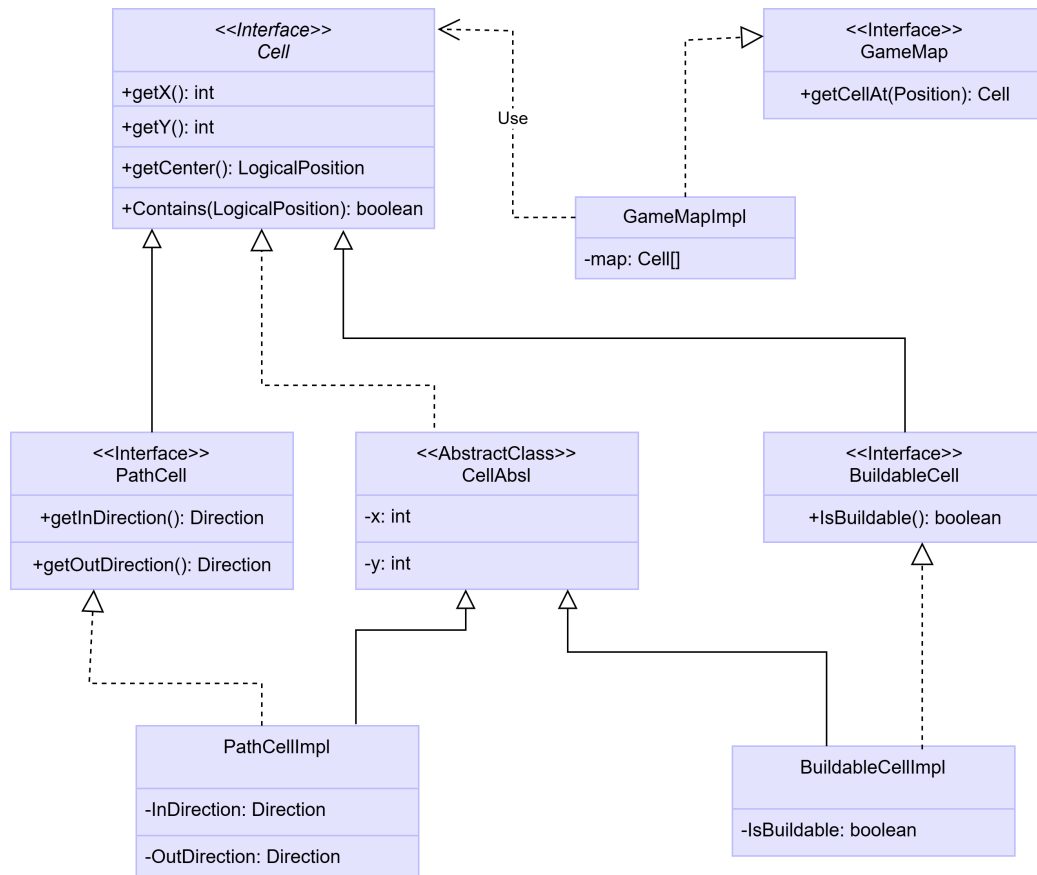 <<Interface>>
Cell
+getX(): int
+getY(): int
+getCenter(): LogicalPosition
+Contains(LogicalPosition): boolean
Use
<<Interface>>
GameMap
+getCellAt(Position): Cell
GameMapImpl
-map: Cell[]
<<Interface>>
PathCell
+getInDirection(): Direction
+getOutDirection(): Direction
<<AbstractClass>>
CellAbsl
-x: int
-y: int
<<Interface>>
BuildableCell
+IsBuildable(): boolean
PathCellImpl
-InDirection: Direction
-OutDirection: Direction
BuildableCellImpl
-IsBuildable: boolean